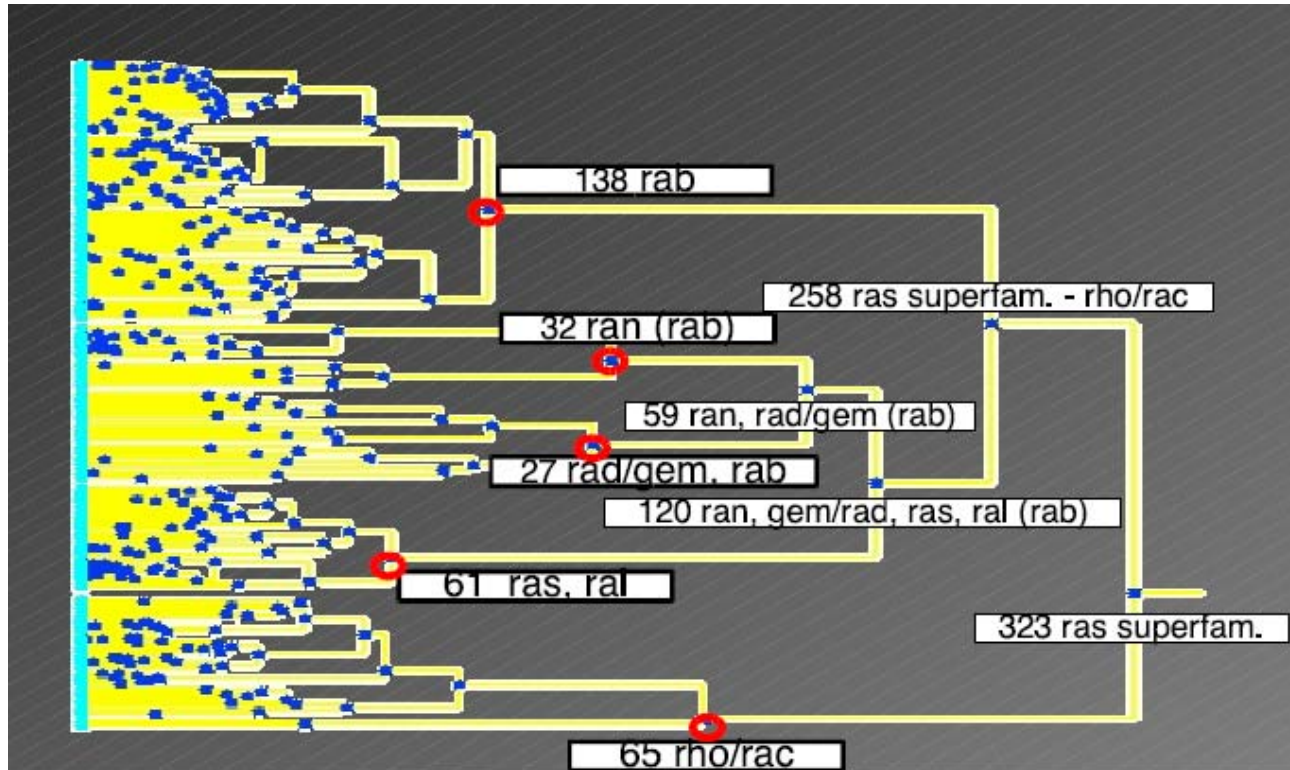 138 rab
258 ras superfam. - rho/rac
32 ran (rab)
59 ran, rad/gem (rab)
27 rad/gem, rab
120 ran, gem/rad, ras, ral (rab)
61 ras, ral
323 ras superfam.
65 rho/rac